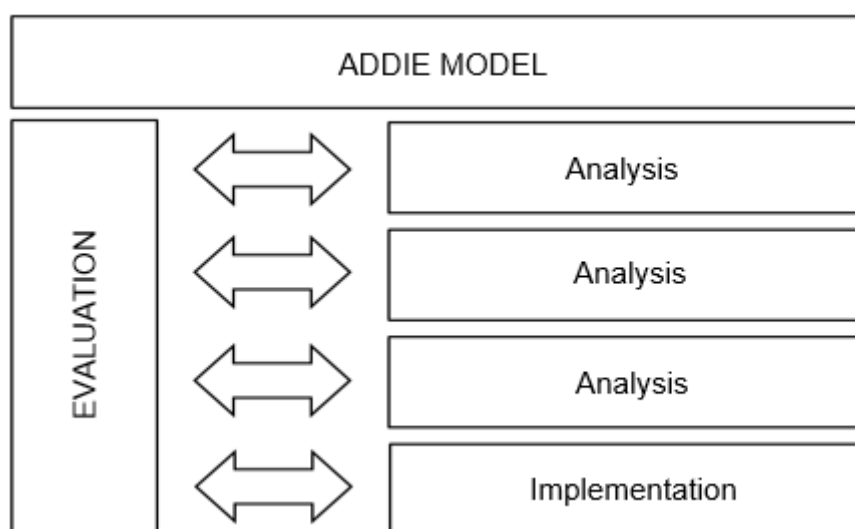 ADDIE MODEL
EVALUATION
Analysis
Analysis
Analysis
Implementation